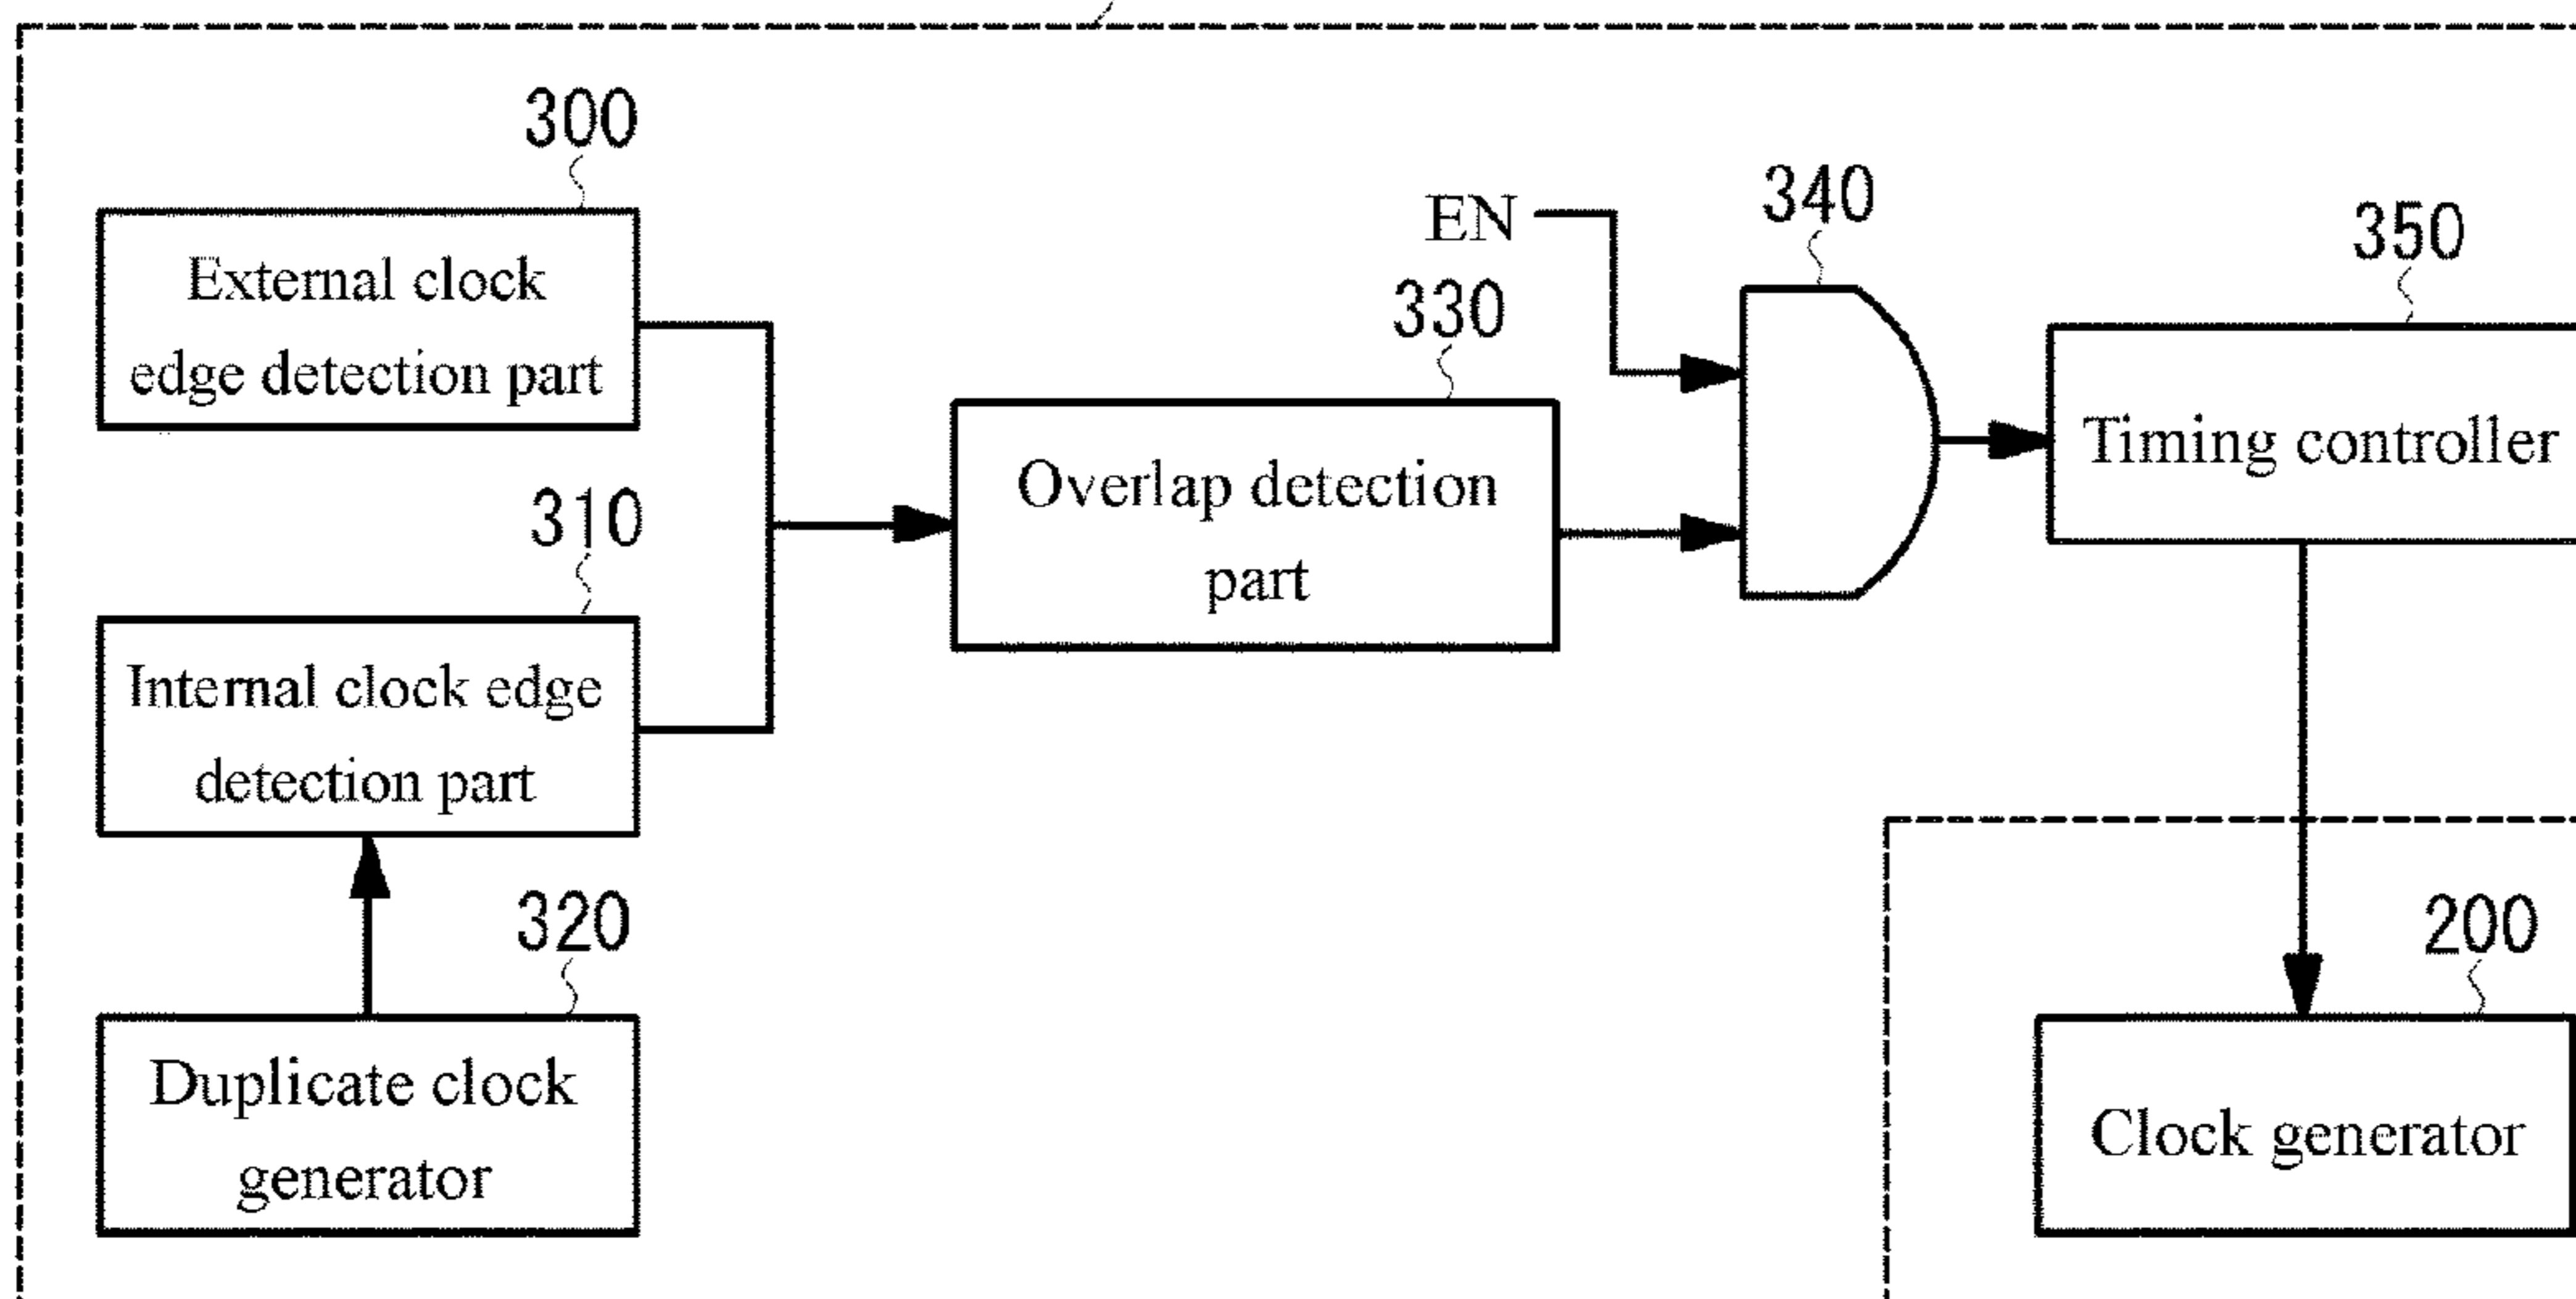 300
External clock
edge detection part
310
Internal clock edge
detection part
320
Duplicate clock
generator
330
Overlap detection
part
EN
340
350
Timing controller
200
Clock generator